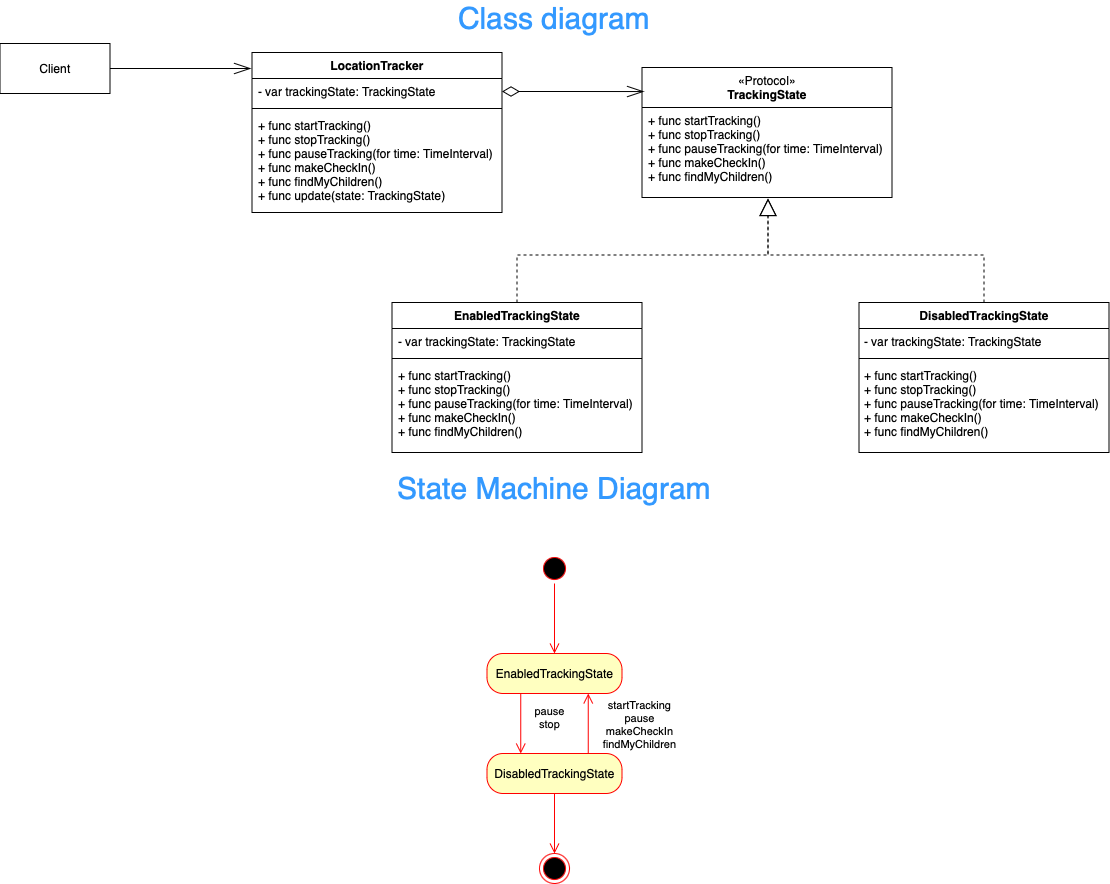 Class diagram
Client
LocationTracker
- var trackingState: TrackingState
+ func startTracking()
+ func stopTracking()
+ func pauseTracking(for time: TimeInterval)
+ func makeCheckIn()
+ func findMyChildren()
+ func update(state: TrackingState)
«Protocol»
TrackingState
+ func startTracking()
+ func stopTracking()
+ func pauseTracking(for time: TimeInterval)
+ func makeCheckIn()
+ func findMyChildren()
EnabledTrackingState
- var trackingState: TrackingState
+ func startTracking()
+ func stopTracking()
+ func pauseTracking(for time: TimeInterval)
+ func makeCheckIn()
+ func findMyChildren()
DisabledTrackingState
- var trackingState: TrackingState
+ func startTracking()
+ func stopTracking()
+ func pauseTracking(for time: TimeInterval)
+ func makeCheckIn()
+ func findMyChildren()
State Machine Diagram
EnabledTrackingState
pause
stop
startTracking
pause
makeCheckIn
findMyChildren
DisabledTrackingState